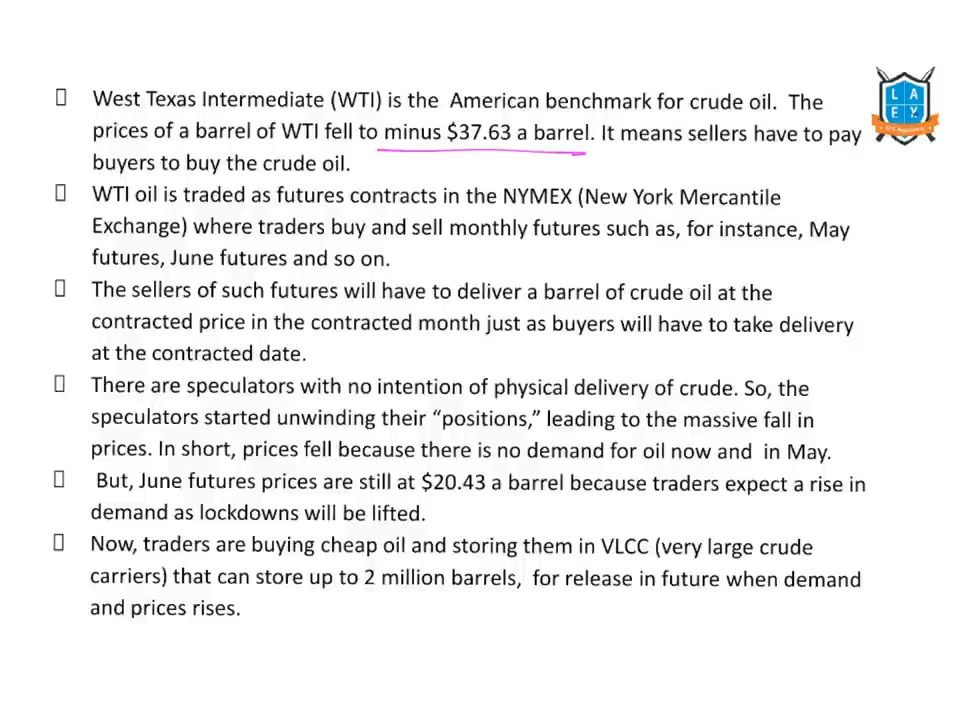 West Texas Intermediate (WTI) is the American benchmark for crude oil. The
prices of a barrel of WTI fell to minus $37.63 a barrel. It means sellers have to pay
buyers to buy the crude oil.
WTI oil is traded as futures contracts in the NYMEX (New York Mercantile
Exchange) where traders buy and sell monthly futures such as, for instance, May
futures, June futures and so on.
The sellers of such futures will have to deliver a barrel of crude oil at the
contracted price in the contracted month just as buyers will have to take delivery
at the contracted date.
There are speculators with no intention of physical delivery of crude. So, the
speculators started unwinding their “positions,” leading to the massive fall in
prices. In short, prices fell because there is no demand for oil now and in May.
But, June futures prices are still at $20.43 a barrel because traders expect a rise in
demand as lockdowns will be lifted.
Now, traders are buying cheap oil and storing them in VLCC (very large crude
carriers) that can store up to 2 million barrels, for release in future when demand
and prices rises.
L A
E X